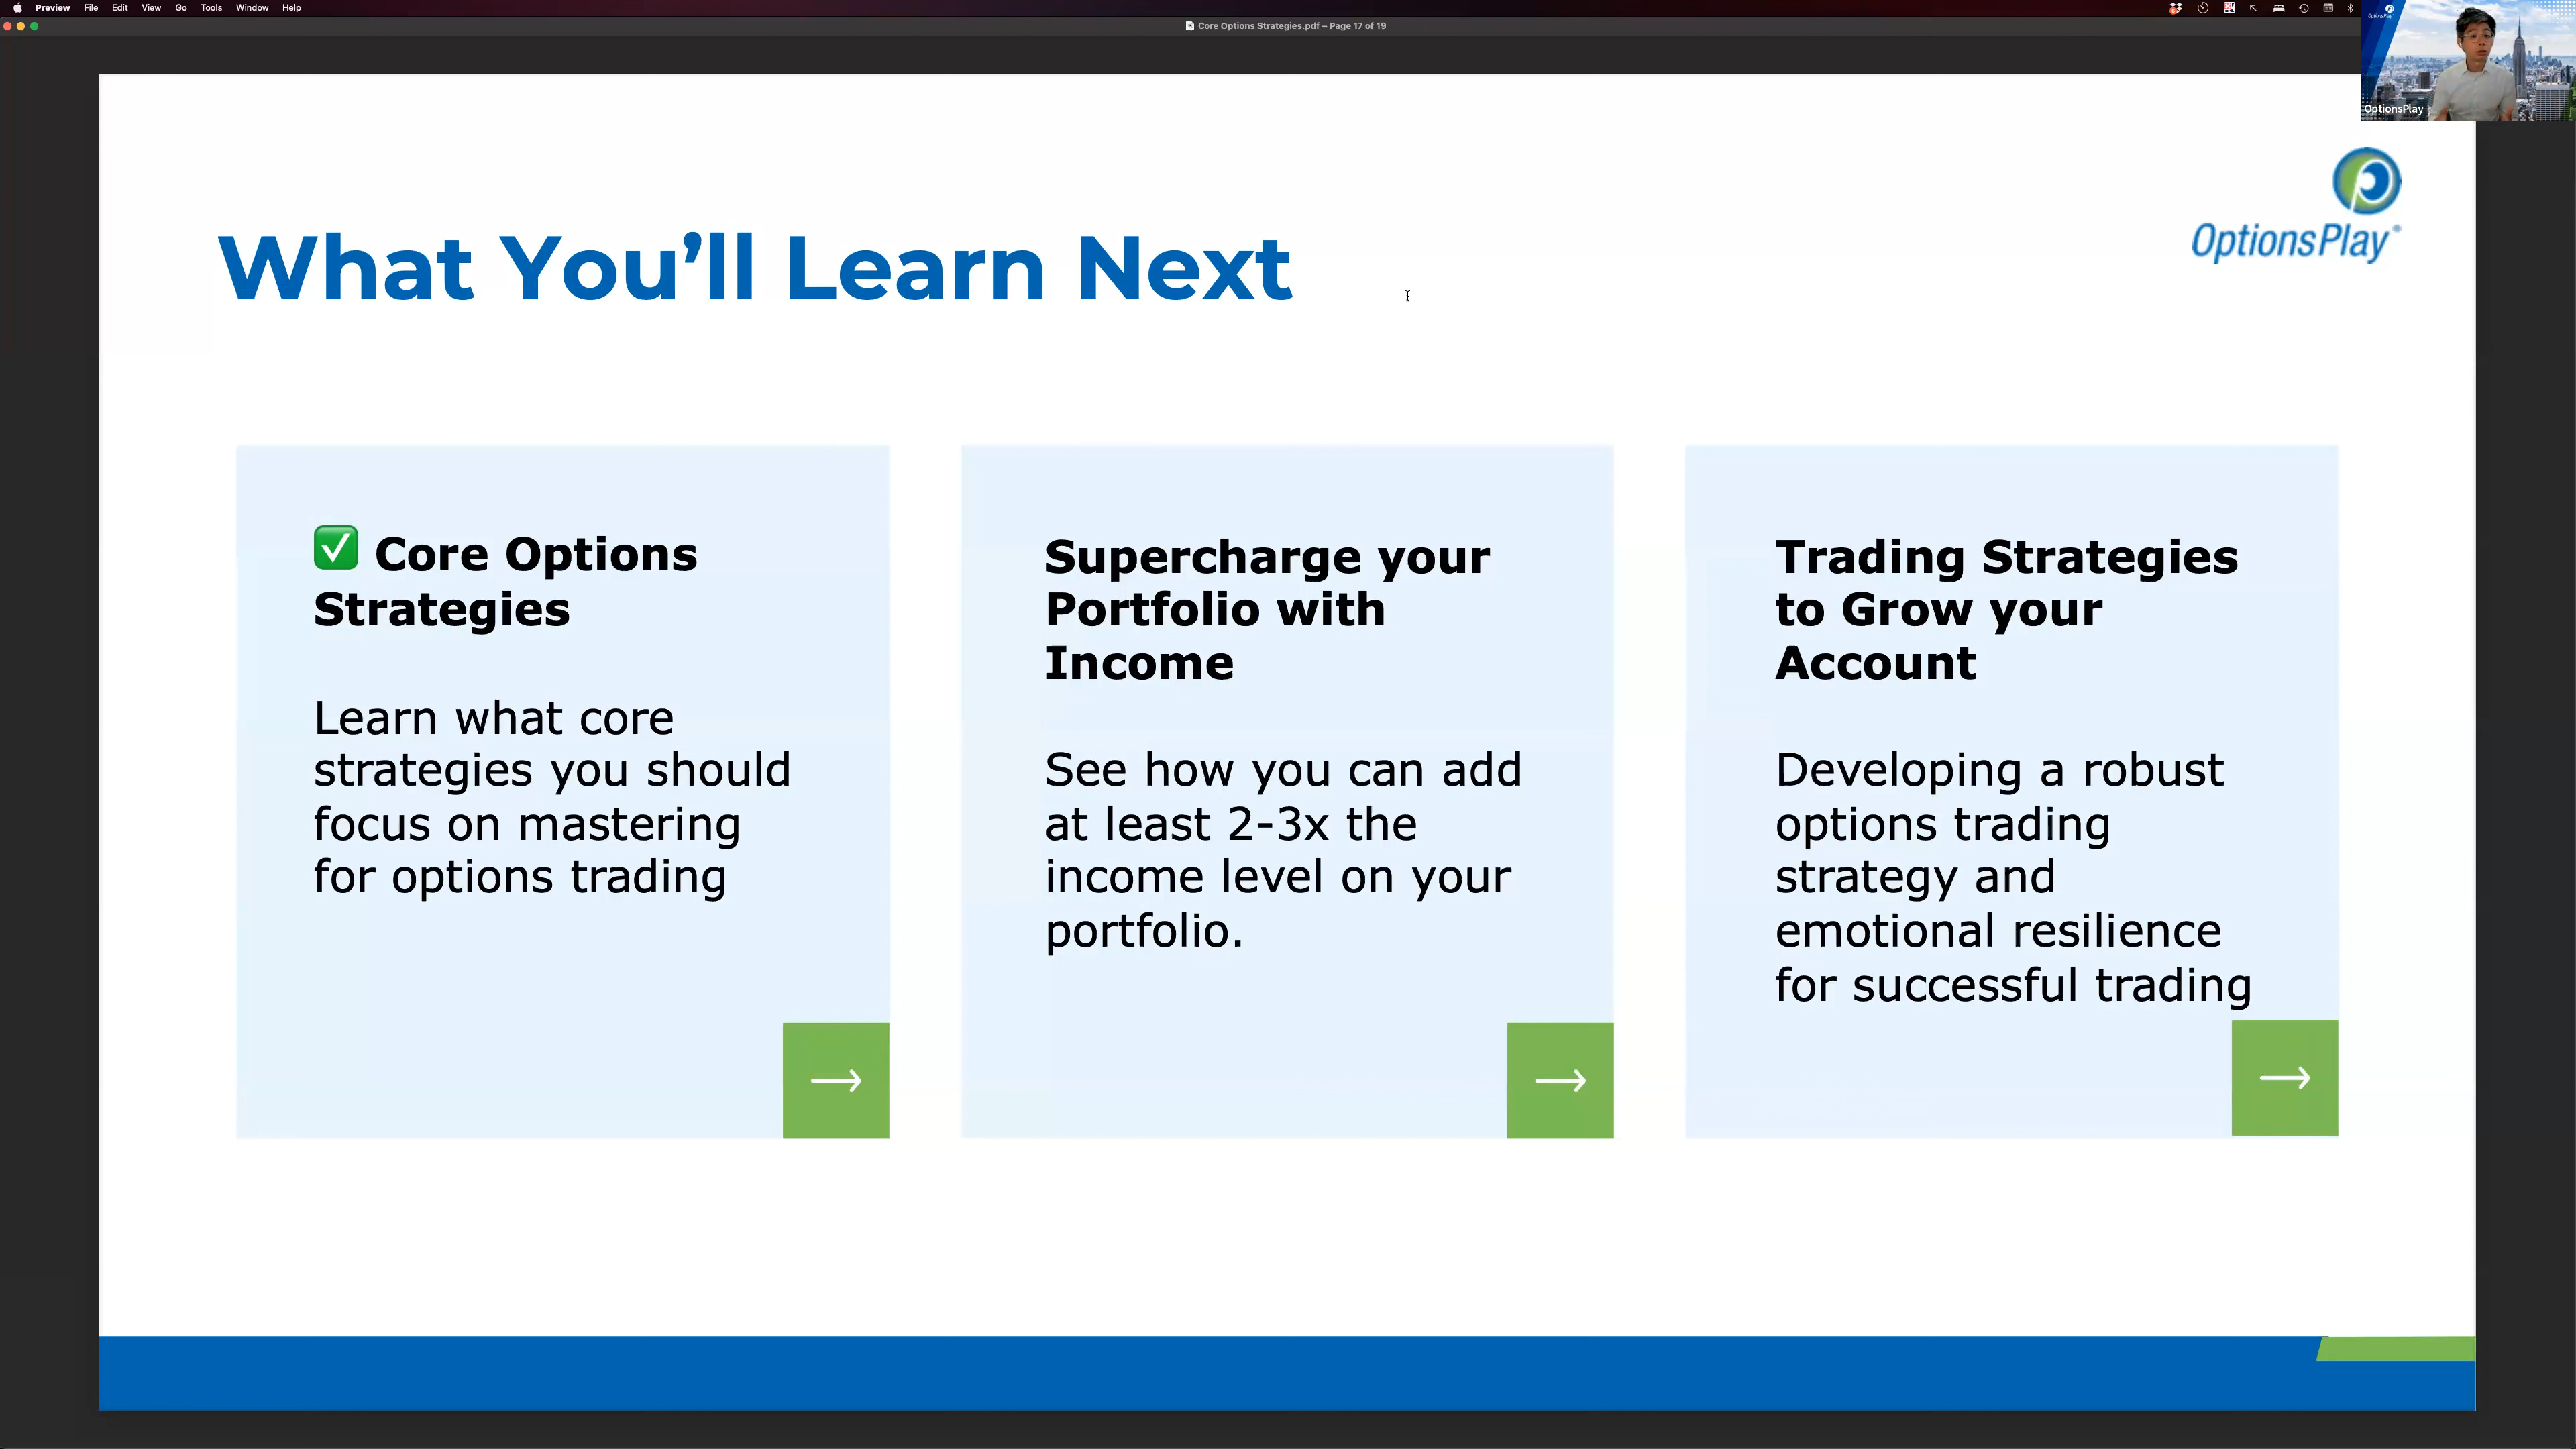 Preview File Edit View Go Tools Window Help
Core Options Strategies.pdf – Page 17 of 19
OptionsPlay
OptionsPlay
What You’ll Learn Next
✅ Core Options
Strategies
Learn what core
strategies you should
focus on mastering
for options trading
Supercharge your
Portfolio with
Income
See how you can add
at least 2-3x the
income level on your
portfolio.
Trading Strategies
to Grow your
Account
Developing a robust
options trading
strategy and
emotional resilience
for successful trading